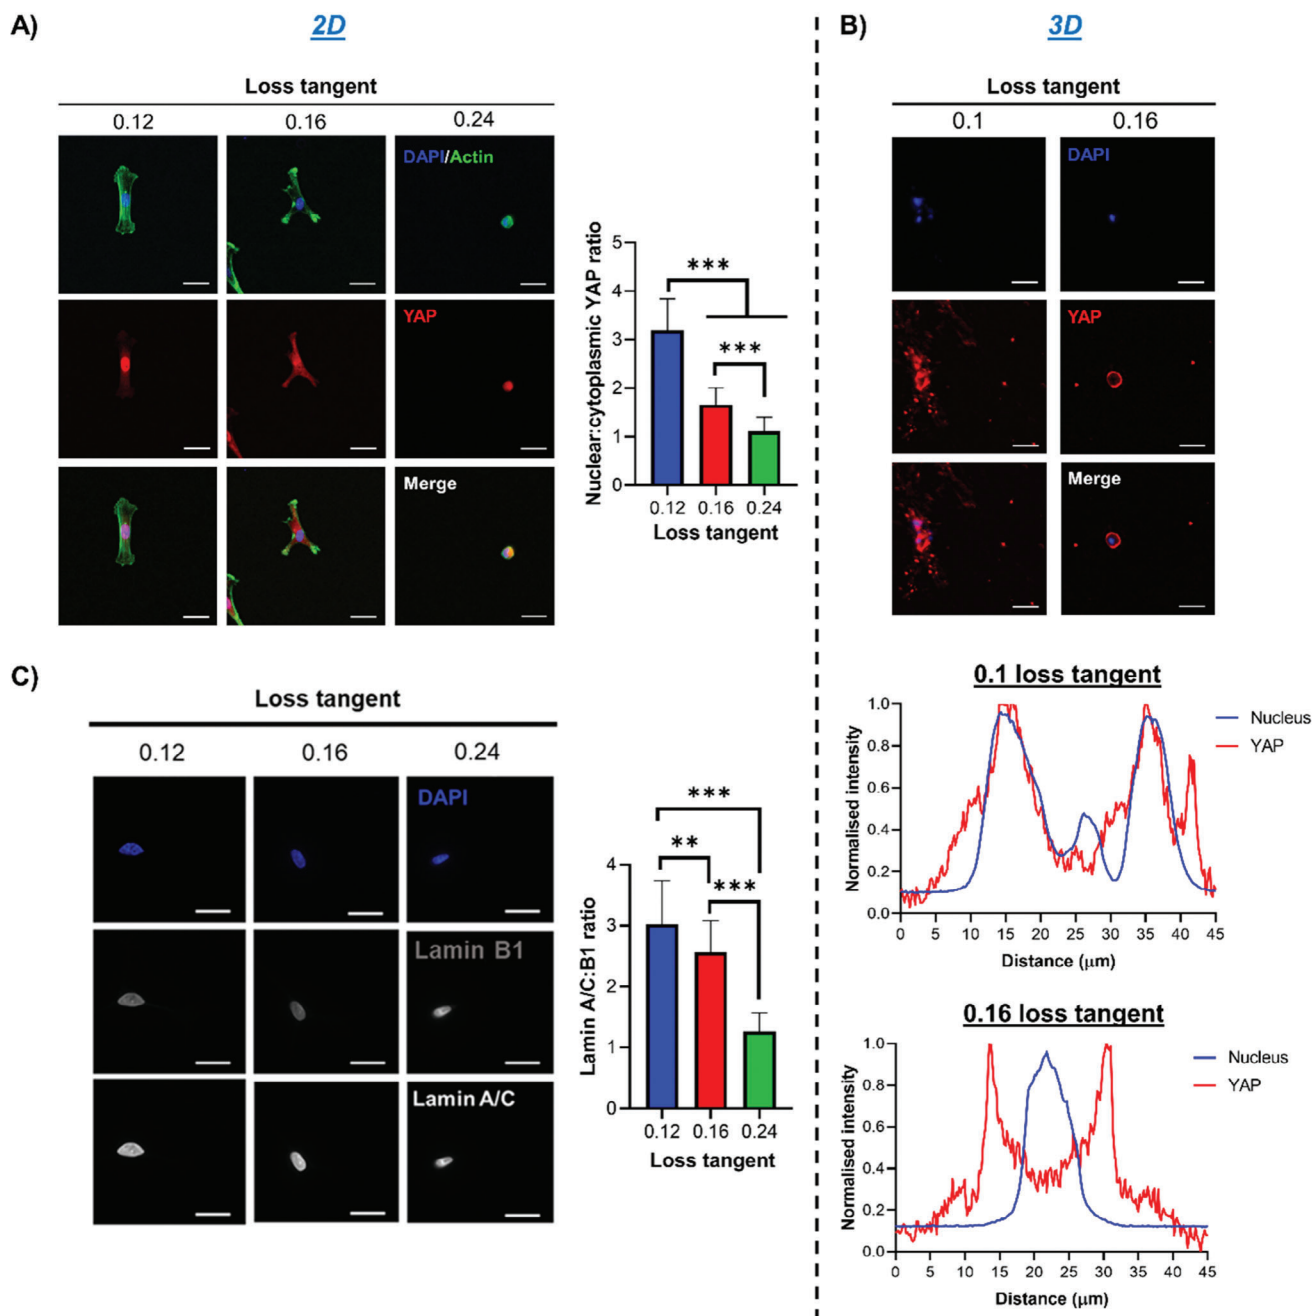 A)
2D
Loss tangent
0.12 0.16 0.24
DAPI/Actin
YAP
Merge
Nuclear:cytoplasmic YAP ratio
5
4
3
2
1
0
***
***
0.12 0.16 0.24
Loss tangent
B)
3D
Loss tangent
0.1 0.16
DAPI
YAP
Merge
0.1 loss tangent
Nucleus
YAP
Normalised intensity
1.0
0.8
0.6
0.4
0.2
0.0
0 5 10 15 20 25 30 35 40 45
Distance (μm)
0.16 loss tangent
Nucleus
YAP
Normalised intensity
1.0
0.8
0.6
0.4
0.2
0.0
0 5 10 15 20 25 30 35 40 45
Distance (μm)
C)
Loss tangent
0.12 0.16 0.24
DAPI
Lamin B1
Lamin A/C
Lamin A/C:B1 ratio
4
3
2
1
0
***
**
***
0.12 0.16 0.24
Loss tangent